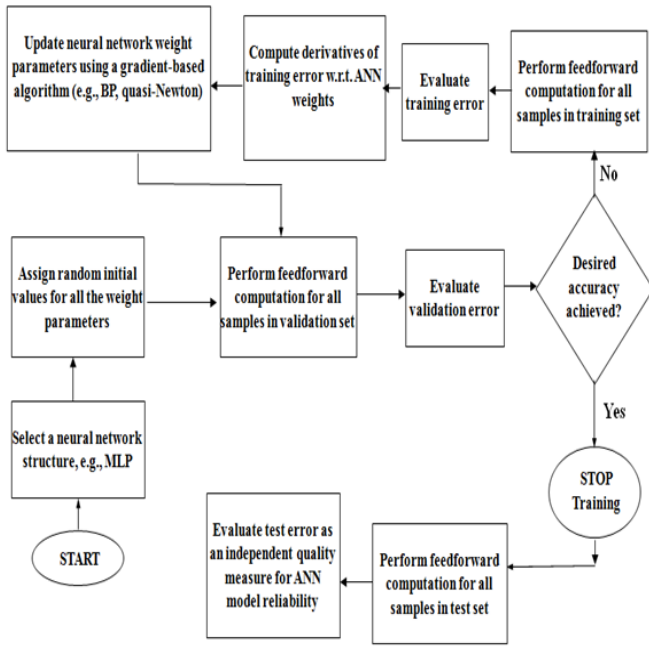 Update neural network weight
parameters using a gradient-based
algorithm (e.g., BP, quasi-Newton)
Compute derivatives of
training error w.r.t. ANN
weights
Evaluate
training error
Perform feedforward
computation for all
samples in training set
No
Assign random initial
values for all the weight
parameters
Perform feedforward
computation for all
samples in validation set
Evaluate
validation error
Desired
accuracy
achieved?
Yes
Select a neural network
structure, e.g., MLP
START
STOP
Training
Evaluate test error as
an independent quality
measure for ANN
model reliability
Perform feedforward
computation for all
samples in test set